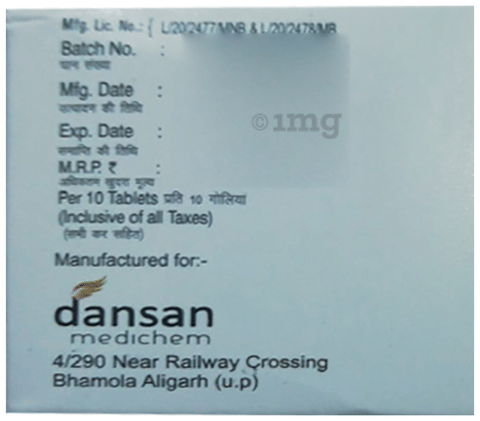 Mfg. Lic. No.: { L/20/2477/MNB & L/20/2478/MB
Batch No. :
घान संख्या
Mfg. Date :
उत्पादन की तिथि
Exp. Date :
समाप्ति की तिथि
M.R.P. ₹ :
अधिकतम खुदरा मूल्य
Per 10 Tablets प्रति 10 गोलियां
(Inclusive of all Taxes)
(सभी कर सहित)
©1mg
Manufactured for:-
dansan
medichem
4/290 Near Railway Crossing
Bhamola Aligarh (u.p)